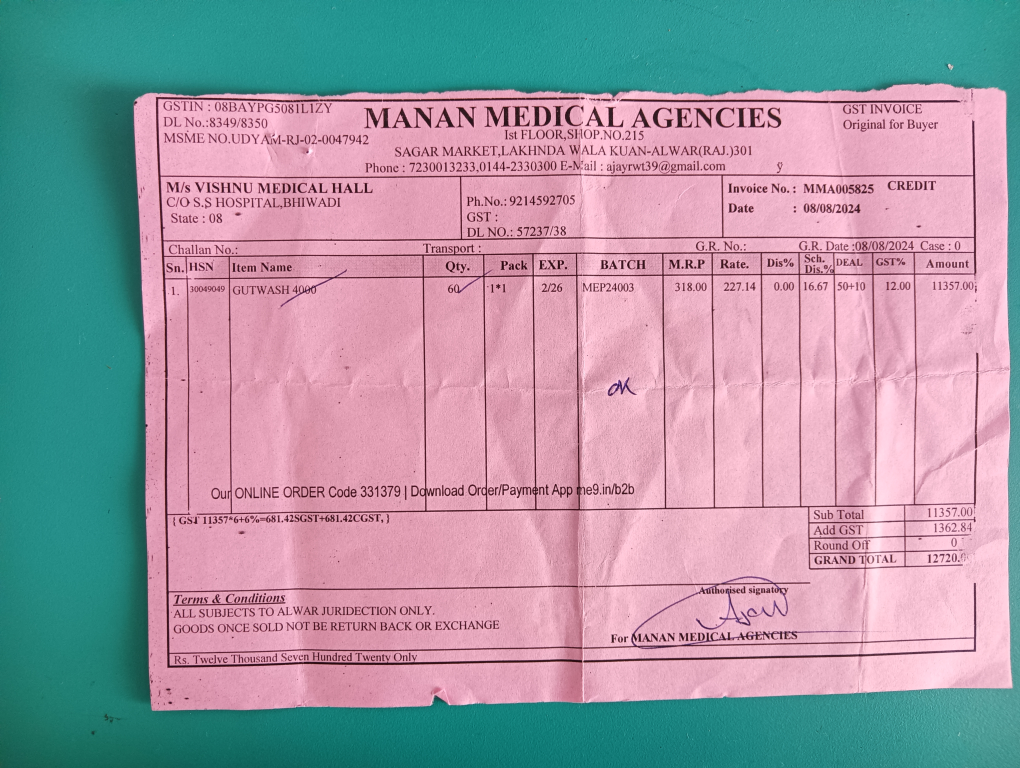 GSTIN : 08BAYPG5081L1ZY
DL No.:8349/8350
MSME NO.UDYAM-RJ-02-0047942
MANAN MEDICAL AGENCIES
Ist FLOOR,SHOP.NO.215
SAGAR MARKET,LAKHNDA WALA KUAN-ALWAR(RAJ.)301
Phone : 7230013233,0144-2330300 E-Mail : ajayrwt39@gmail.com
GST INVOICE
Original for Buyer
M/s VISHNU MEDICAL HALL
C/O S.S HOSPITAL,BHIWADI
State : 08
Ph.No.: 9214592705
GST :
DL NO.: 57237/38
Invoice No. : MMA005825 CREDIT
Date : 08/08/2024
Challan No.: Transport : G.R. No.: G.R. Date :08/08/2024 Case : 0
Sn. HSN Item Name Qty. Pack EXP. BATCH M.R.P Rate. Dis% Sch. Dis.% DEAL GST% Amount
1. 30049049 GUTWASH 4000 60 1*1 2/26 MEP24003 318.00 227.14 0.00 16.67 50+10 12.00 11357.00
OK
Our ONLINE ORDER Code 331379 | Download Order/Payment App me9.in/b2b
{ GST 11357*6+6%=681.42SGST+681.42CGST, }
Sub Total 11357.00
Add GST 1362.84
Round Off 0
GRAND TOTAL 12720.
Terms & Conditions
ALL SUBJECTS TO ALWAR JURIDECTION ONLY.
GOODS ONCE SOLD NOT BE RETURN BACK OR EXCHANGE
Authorised signatory
For MANAN MEDICAL AGENCIES
Rs. Twelve Thousand Seven Hundred Twenty Only